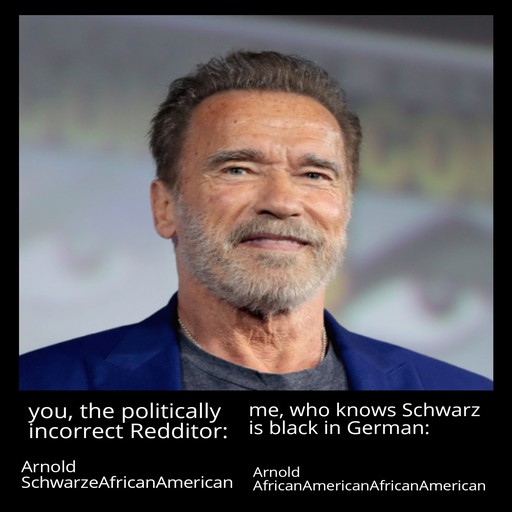 you, the politically
incorrect Redditor:
Arnold
SchwarzeAfricanAmerican
me, who knows Schwarz
is black in German:
Arnold
AfricanAmericanAfricanAmerican